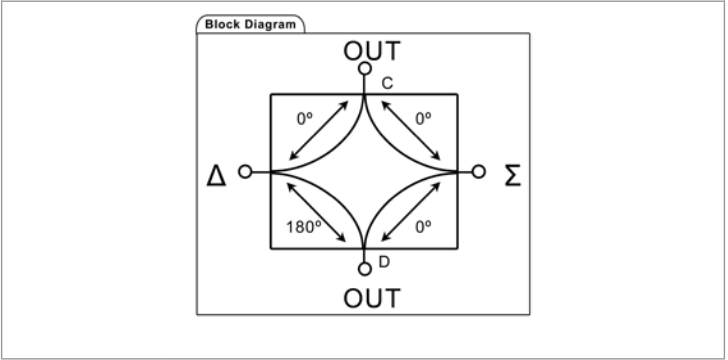 Block Diagram
OUT
C
0º 0º
Δ Σ
180º 0º
D
OUT